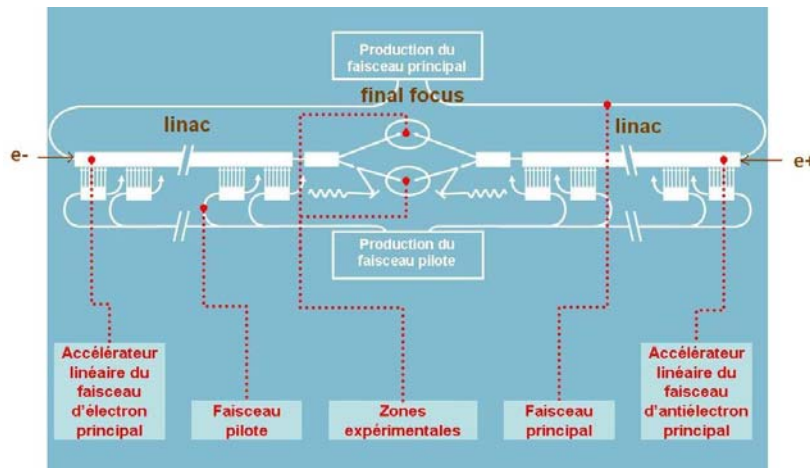 Production du
faisceau principal
final focus
linac
linac
e-
e+
Production du
faisceau pilote
Accélérateur
linéaire du
faisceau
d'électron
principal
Faisceau
pilote
Zones
expérimentales
Faisceau
principal
Accélérateur
linéaire du
faisceau
d'antiélectron
principal